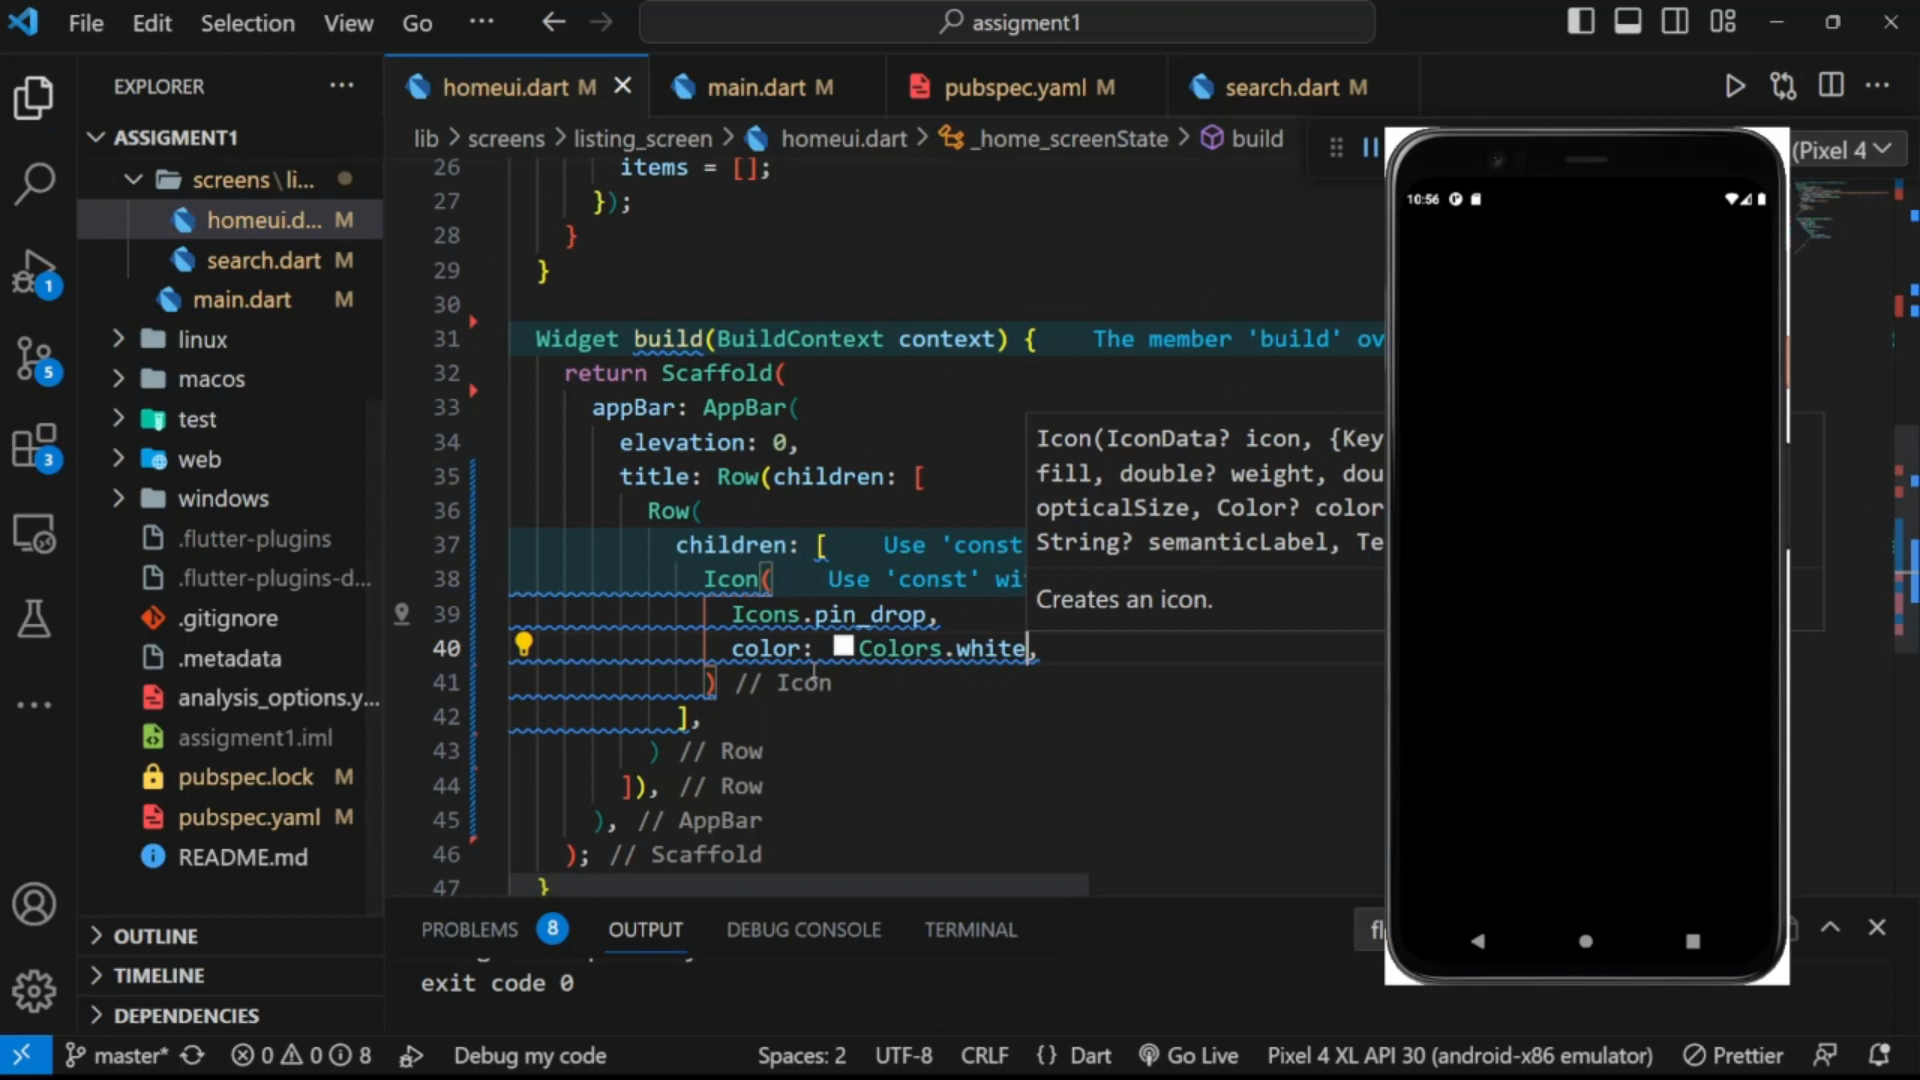 File Edit Selection View Go ··· assigment1
EXPLORER ···
ASSIGMENT1
screens\li...
homeui.d... M
search.dart M
main.dart M
linux
macos
test
web
windows
.flutter-plugins
.flutter-plugins-d...
.gitignore
.metadata
analysis_options.y...
assigment1.iml
pubspec.lock M
pubspec.yaml M
README.md
OUTLINE
TIMELINE
DEPENDENCIES
1
5
3
homeui.dart M main.dart M pubspec.yaml M search.dart M
lib > screens > listing_screen > homeui.dart > _home_screenState > build
(Pixel 4
26 items = [];
27 });
28 }
29 }
30
31 Widget build(BuildContext context) { The member 'build' ov
32 return Scaffold(
33 appBar: AppBar(
34 elevation: 0,
35 title: Row(children: [
36 Row(
37 children: [ Use 'const
38 Icon( Use 'const' wi
39 Icons.pin_drop,
40 color: Colors.white,
41 ) // Icon
42 ],
43 ) // Row
44 ]), // Row
45 ), // AppBar
46 ); // Scaffold
47 }
Icon(IconData? icon, {Key
fill, double? weight, dou
opticalSize, Color? color
String? semanticLabel, Te
Creates an icon.
10:56
PROBLEMS 8 OUTPUT DEBUG CONSOLE TERMINAL fl
exit code 0
master* 0 0 8 Debug my code Spaces: 2 UTF-8 CRLF {} Dart Go Live Pixel 4 XL API 30 (android-x86 emulator) Prettier